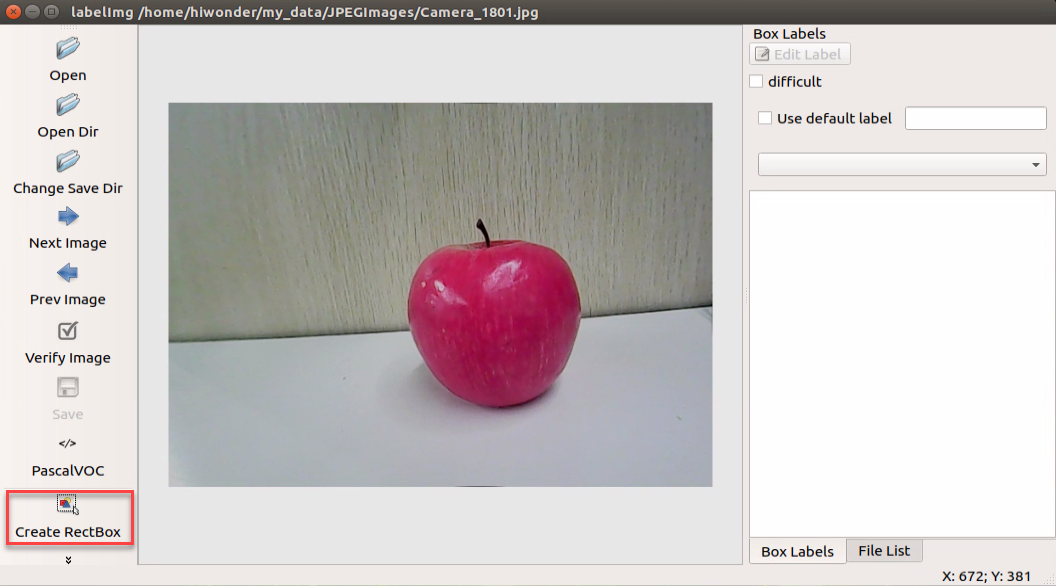 labelImg /home/hiwonder/my_data/JPEGImages/Camera_1801.jpg
Open
Open Dir
Change Save Dir
Next Image
Prev Image
Verify Image
Save
</>
PascalVOC
Create RectBox
Box Labels
Edit Label
difficult
Use default label
Box Labels
File List
X: 672; Y: 381